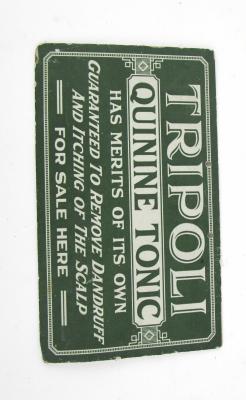 TRIPOLI
QUININE TONIC
HAS MERITS OF ITS OWN
GUARANTEED TO REMOVE DANDRUFF
AND ITCHING OF THE SCALP
FOR SALE HERE